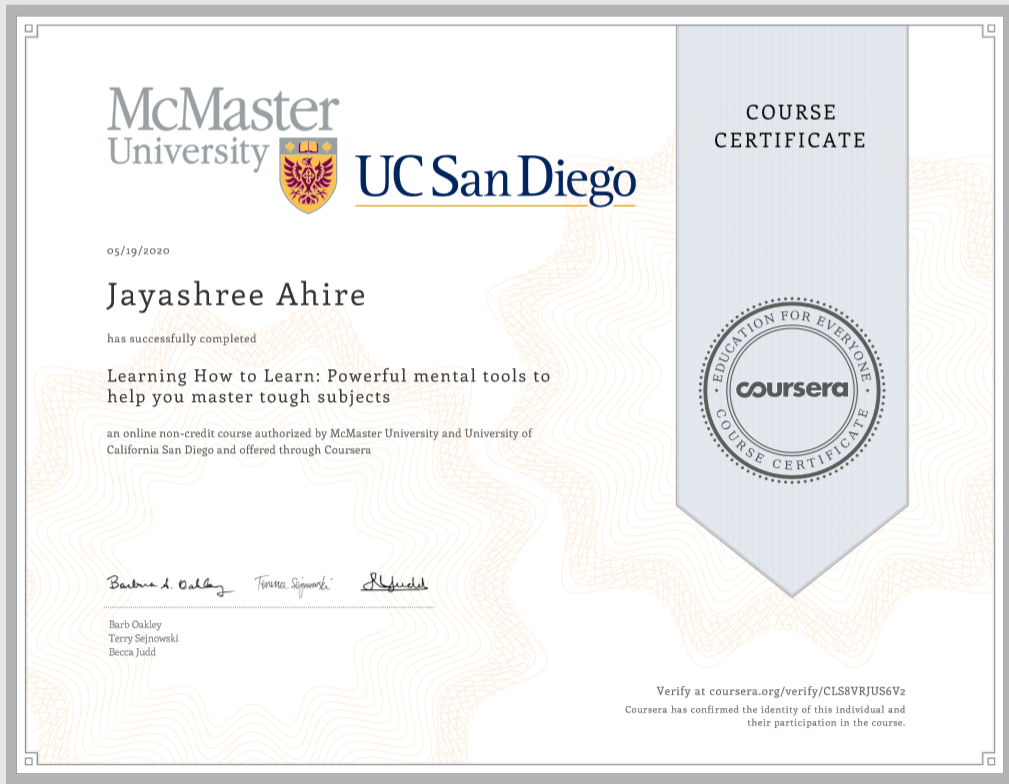 McMaster
University
UC San Diego
COURSE
CERTIFICATE
05/19/2020
Jayashree Ahire
has successfully completed
Learning How to Learn: Powerful mental tools to
help you master tough subjects
an online non-credit course authorized by McMaster University and University of
California San Diego and offered through Coursera
EDUCATION FOR EVERYONE
coursera
COURSE CERTIFICATE
Barbara A. Oakley
Barb Oakley
Terry Sejnowski
Becca Judd
Verify at coursera.org/verify/CLS8VRJUS6V2
Coursera has confirmed the identity of this individual and
their participation in the course.